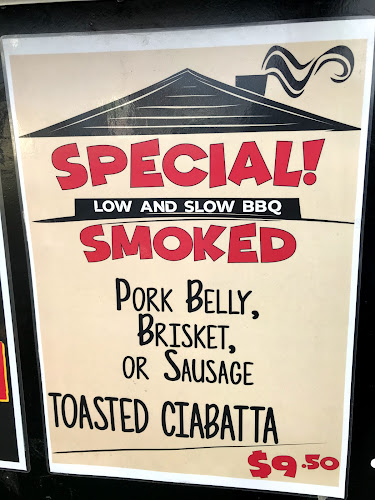 SPECIAL!
LOW AND SLOW BBQ
SMOKED
PORK BELLY,
BRISKET,
OR SAUSAGE
TOASTED CIABATTA
$9.50